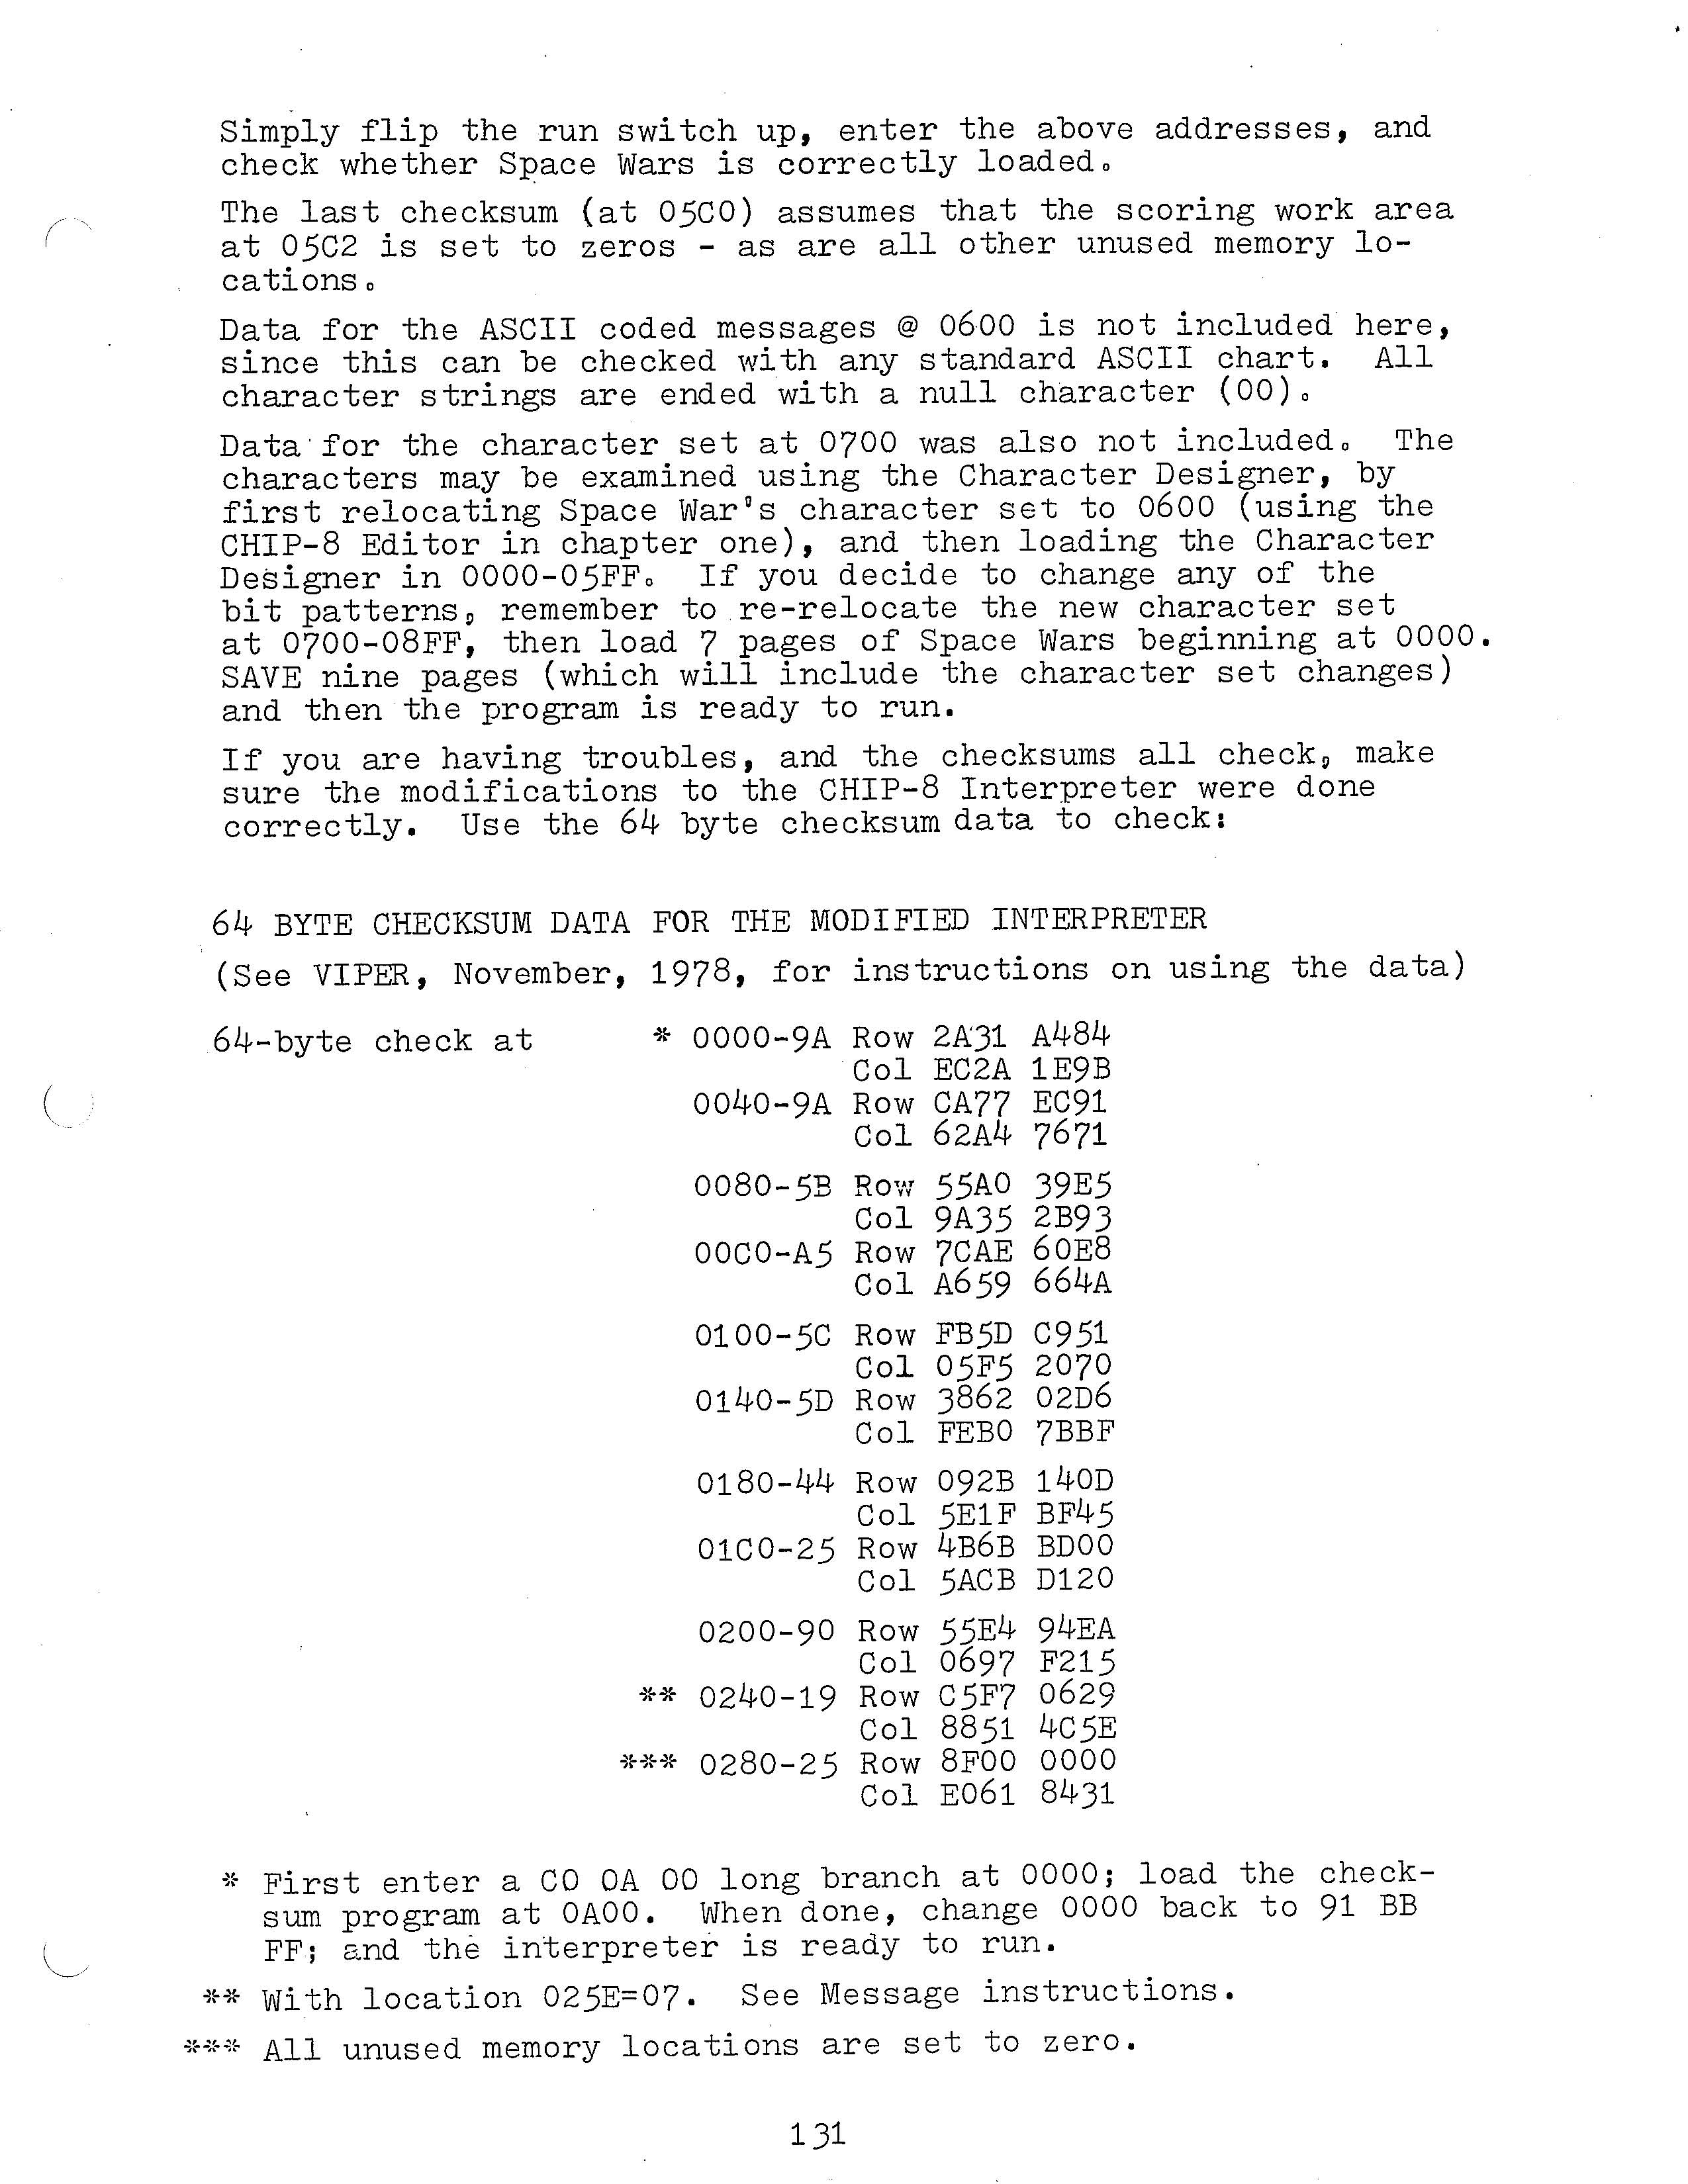 Simply flip the run switch up, enter the above addresses, and
check whether Space Wars is correctly loaded.
The last checksum (at 05C0) assumes that the scoring work area
at 05C2 is set to zeros - as are all other unused memory lo-
cations.
Data for the ASCII coded messages @ 0600 is not included here,
since this can be checked with any standard ASCII chart. All
character strings are ended with a null character (00).
Data for the character set at 0700 was also not included. The
characters may be examined using the Character Designer, by
first relocating Space War's character set to 0600 (using the
CHIP-8 Editor in chapter one), and then loading the Character
Designer in 0000-05FF. If you decide to change any of the
bit patterns, remember to re-relocate the new character set
at 0700-08FF, then load 7 pages of Space Wars beginning at 0000.
SAVE nine pages (which will include the character set changes)
and then the program is ready to run.
If you are having troubles, and the checksums all check, make
sure the modifications to the CHIP-8 Interpreter were done
correctly. Use the 64 byte checksum data to check:
64 BYTE CHECKSUM DATA FOR THE MODIFIED INTERPRETER
(See VIPER, November, 1978, for instructions on using the data)
64-byte check at * 0000-9A Row 2A31 A484
Col EC2A 1E9B
0040-9A Row CA77 EC91
Col 62A4 7671
0080-5B Row 55A0 39E5
Col 9A35 2B93
00C0-A5 Row 7CAE 60E8
Col A659 664A
0100-5C Row FB5D C951
Col 05F5 2070
0140-5D Row 3862 02D6
Col FEB0 7BBF
0180-44 Row 092B 140D
Col 5E1F BF45
01C0-25 Row 4B6B BD00
Col 5ACB D120
0200-90 Row 55E4 94EA
Col 0697 F215
** 0240-19 Row C5F7 0629
Col 8851 4C5E
*** 0280-25 Row 8F00 0000
Col E061 8431
* First enter a C0 0A 00 long branch at 0000; load the check-
sum program at 0A00. When done, change 0000 back to 91 BB
FF; and the interpreter is ready to run.
** With location 025E=07. See Message instructions.
*** All unused memory locations are set to zero.
131